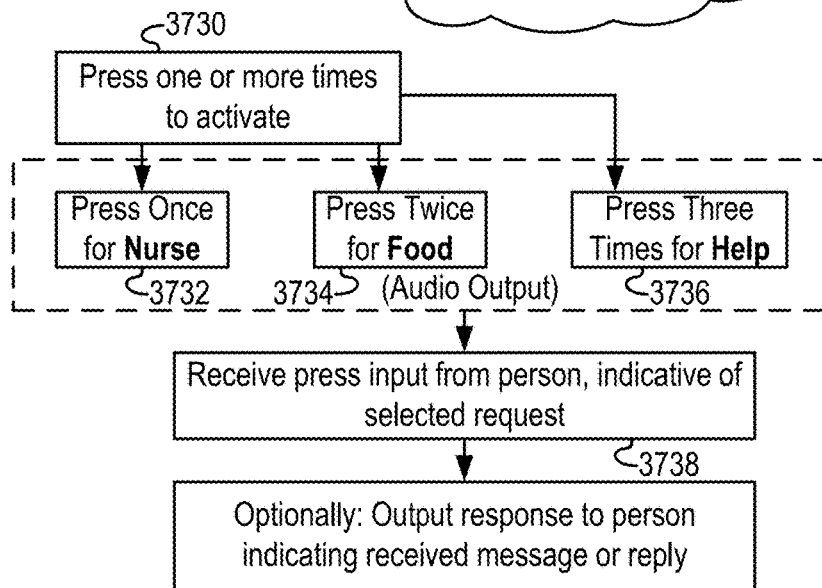 3730
Press one or more times
to activate
Press Once
for Nurse
Press Twice
for Food
Press Three
Times for Help
3732
3734
(Audio Output)
3736
Receive press input from person, indicative of
selected request
3738
Optionally: Output response to person
indicating received message or reply